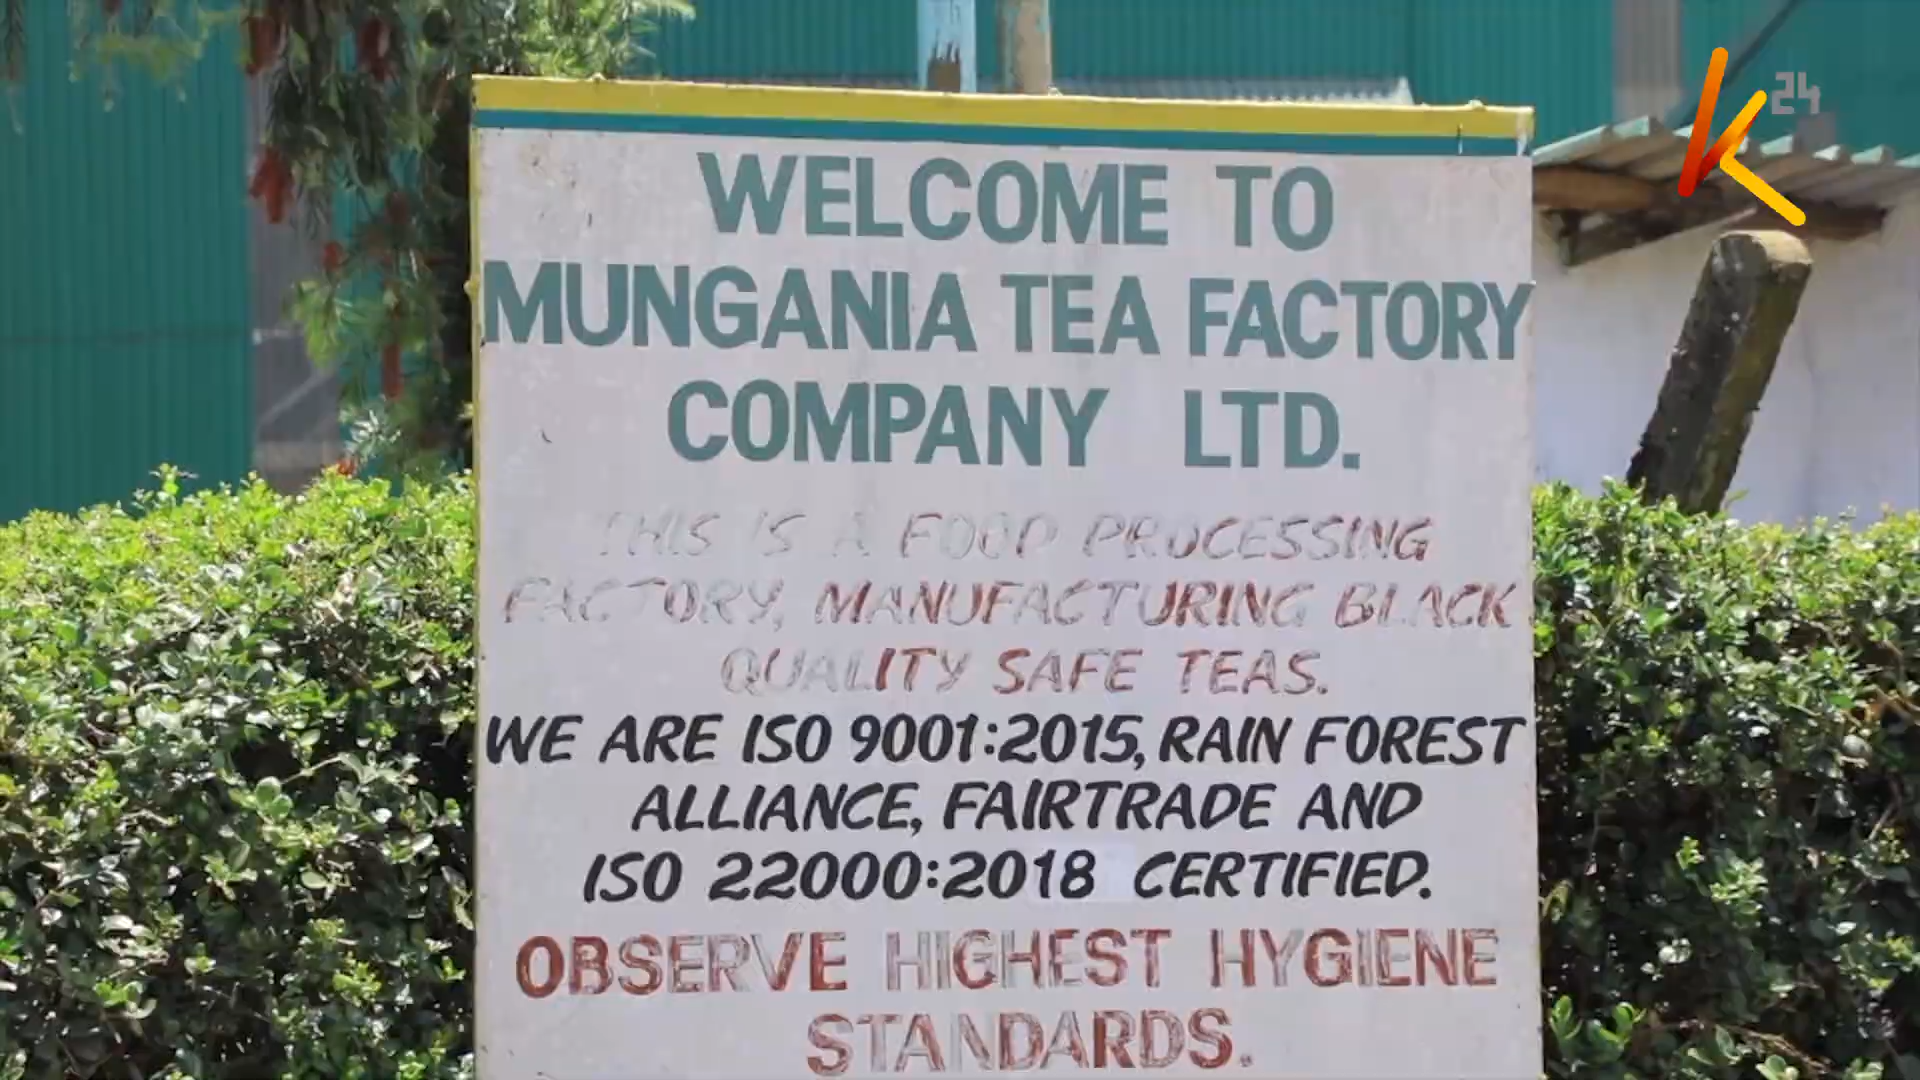 K24
WELCOME TO
MUNGANIA TEA FACTORY
COMPANY LTD.
THIS IS A FOOD PROCESSING
FACTORY, MANUFACTURING BLACK
QUALITY SAFE TEAS.
WE ARE ISO 9001:2015, RAIN FOREST
ALLIANCE, FAIRTRADE AND
ISO 22000:2018 CERTIFIED.
OBSERVE HIGHEST HYGIENE
STANDARDS.